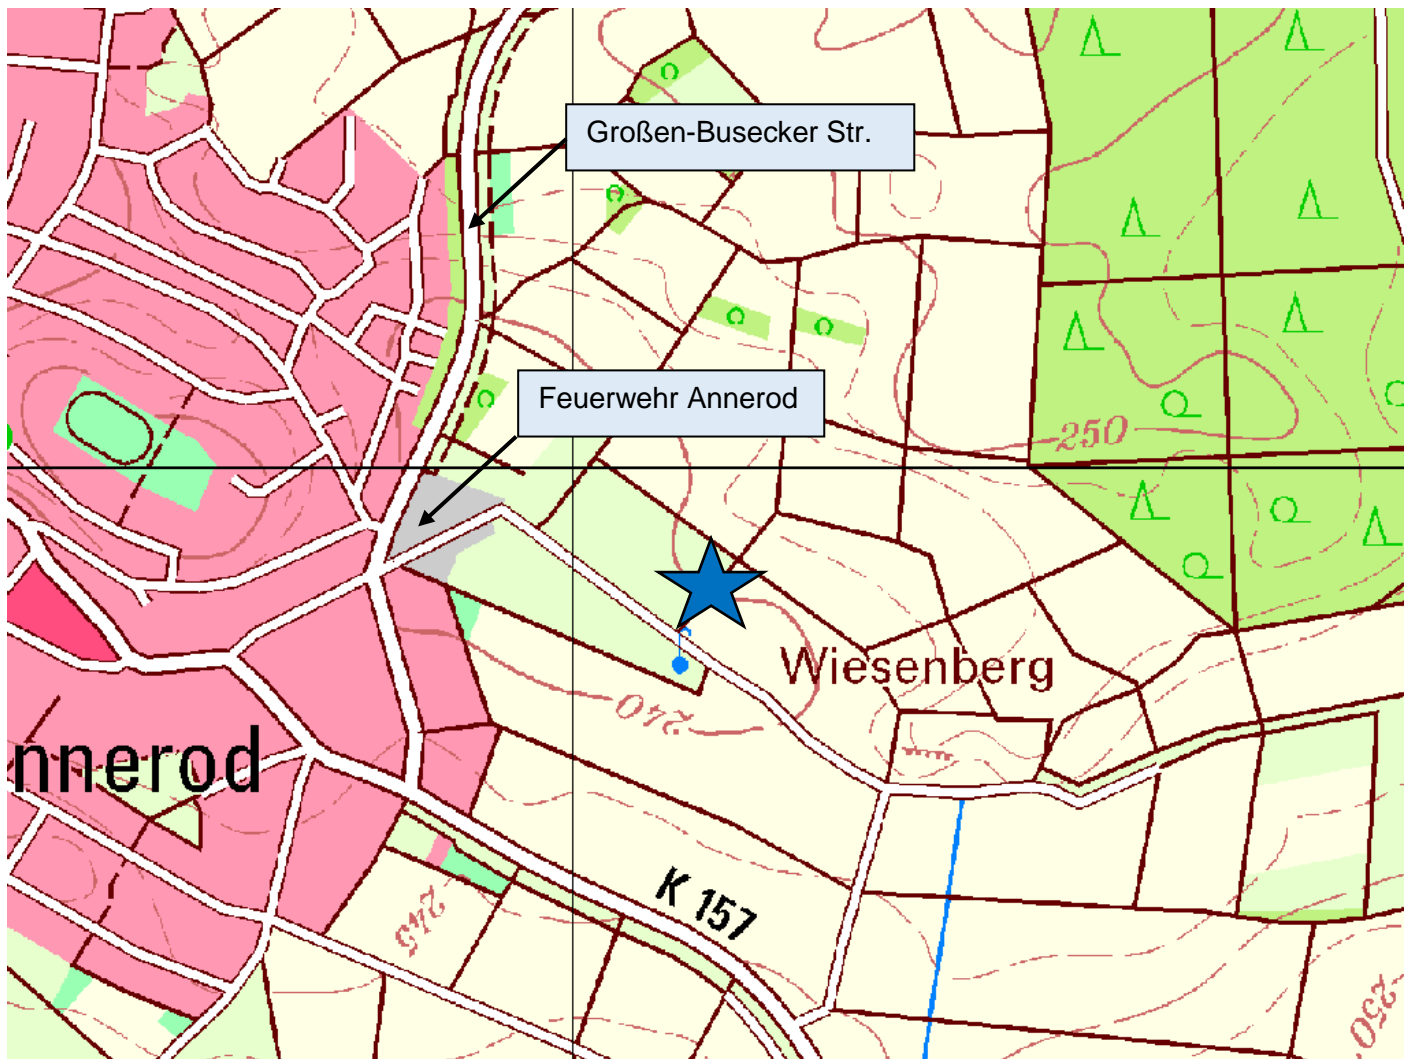 Großen-Busecker Str.
Feuerwehr Annerod
250
Wiesenberg
240
nnerod
K 157
245
250